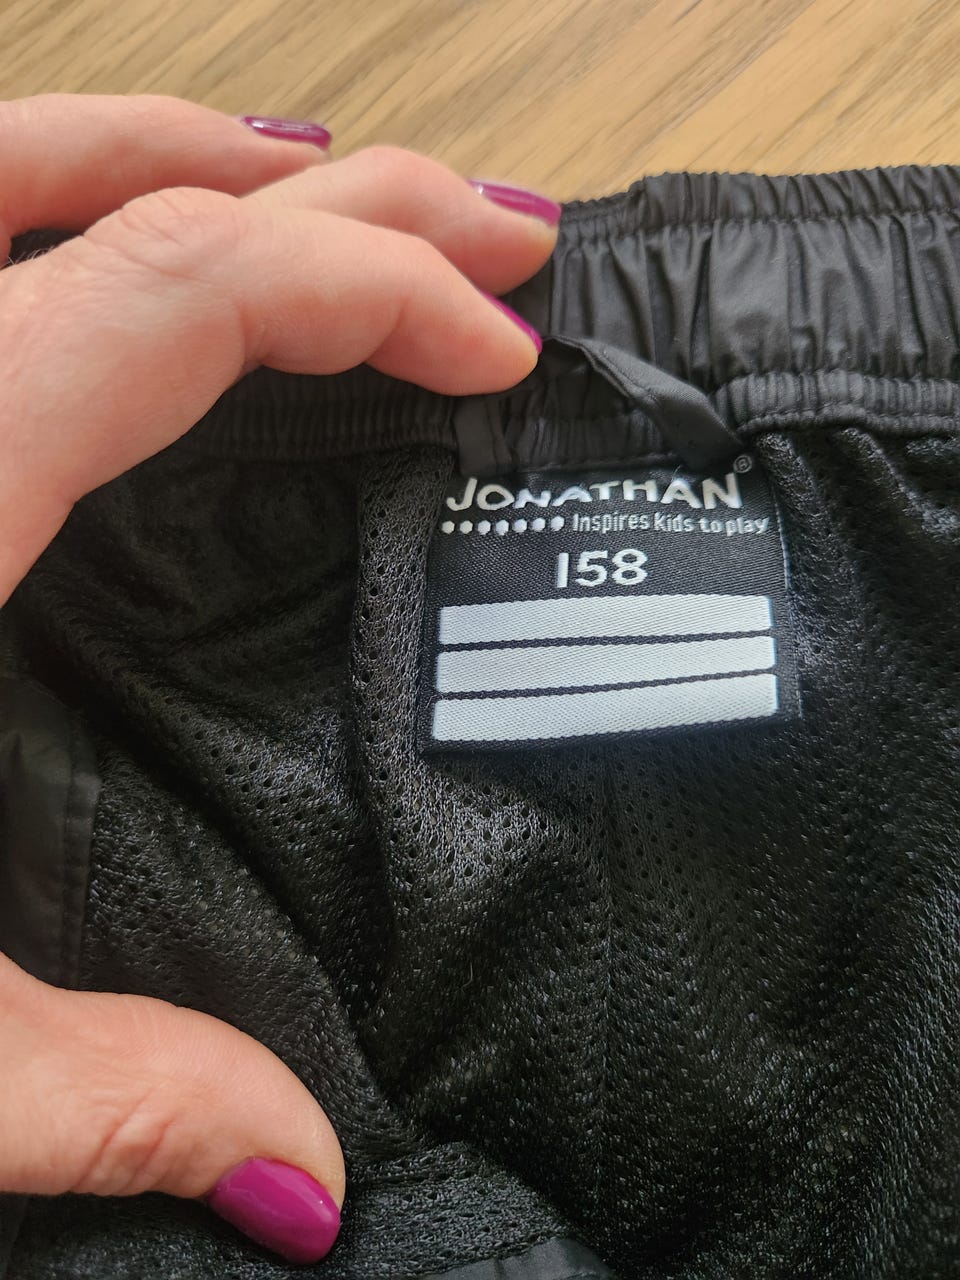 JONATHAN®
Inspires kids to play
158